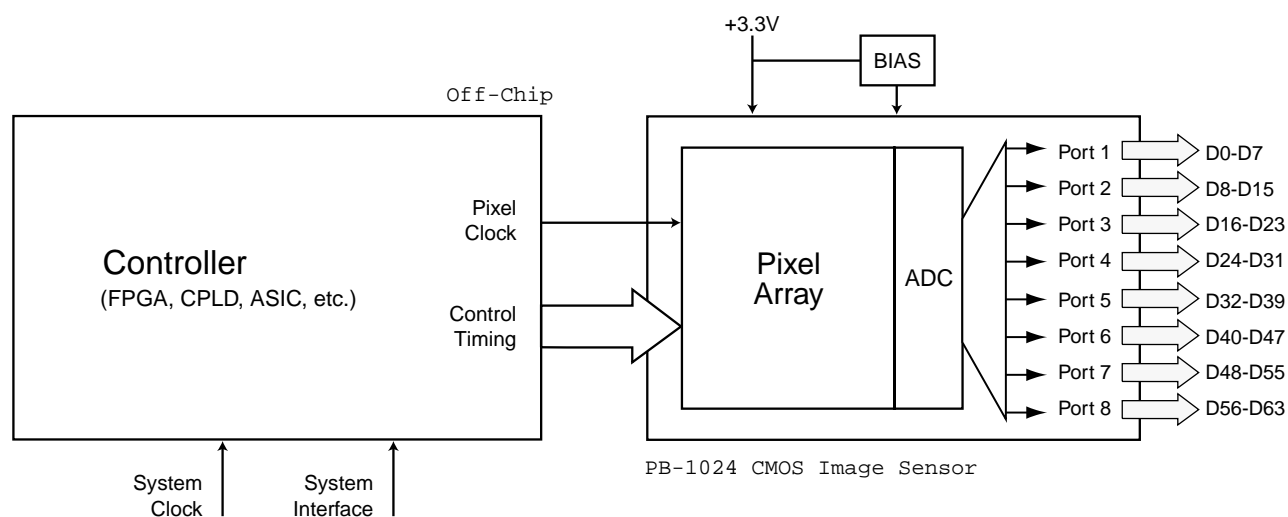 +3.3V
BIAS
Off-Chip
Pixel
Clock
Controller
(FPGA, CPLD, ASIC, etc.)
Control
Timing
Pixel
Array
ADC
Port 1 D0-D7
Port 2 D8-D15
Port 3 D16-D23
Port 4 D24-D31
Port 5 D32-D39
Port 6 D40-D47
Port 7 D48-D55
Port 8 D56-D63
PB-1024 CMOS Image Sensor
System
Clock
System
Interface